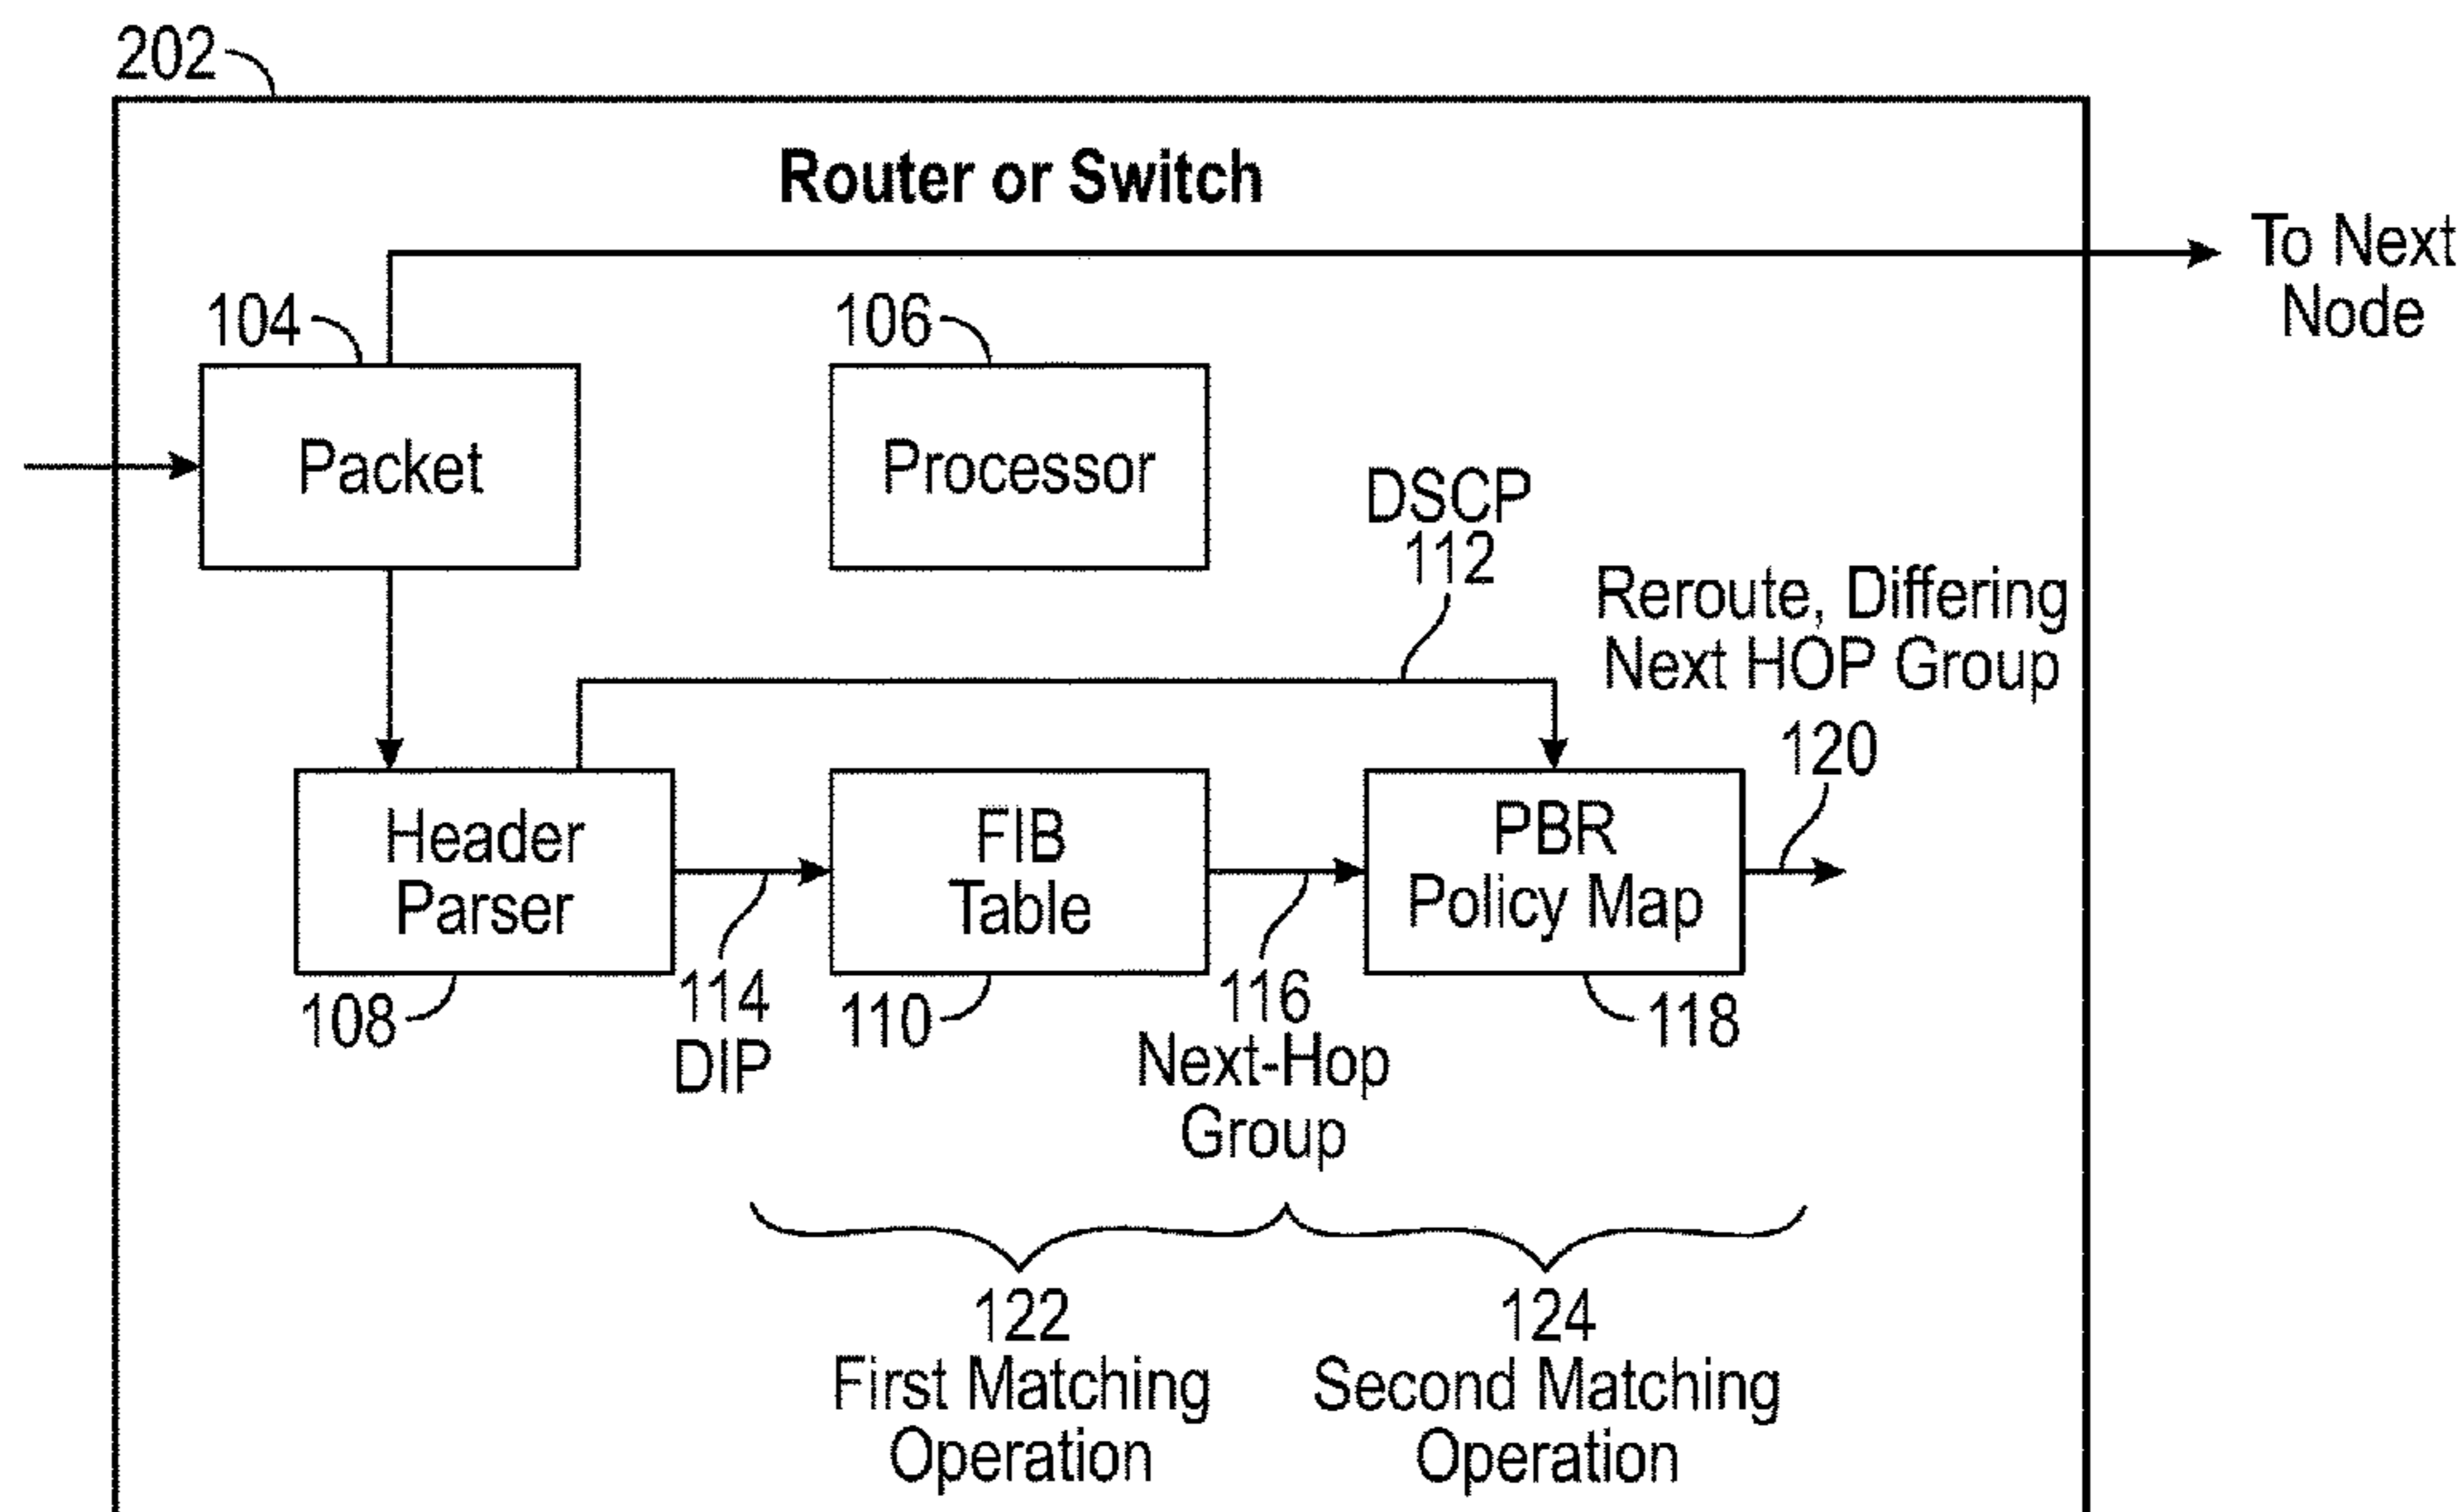 202
Router or Switch
To Next
Node
104
106
Packet
Processor
DSCP
112
Reroute, Differing
Next HOP Group
120
Header
Parser
FIB
Table
PBR
Policy Map
108
114
DIP
110
116
Next-Hop
Group
118
122
First Matching
Operation
124
Second Matching
Operation